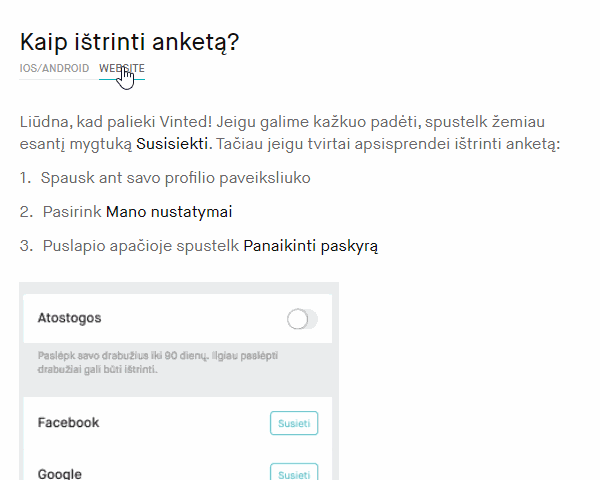 Kaip ištrinti anketą?
IOS/ANDROID WEBSITE
Liūdna, kad palieki Vinted! Jeigu galime kažkuo padėti, spustelk žemiau
esantį mygtuką Susisiekti. Tačiau jeigu tvirtai apsisprendei ištrinti anketą:
1. Spausk ant savo profilio paveiksliuko
2. Pasirink Mano nustatymai
3. Puslapio apačioje spustelk Panaikinti paskyrą
Atostogos
Paslėpk savo drabužius iki 90 dienų. Ilgiau paslėpti
drabužiai gali būti ištrinti.
Facebook Susieti
Google Susieti